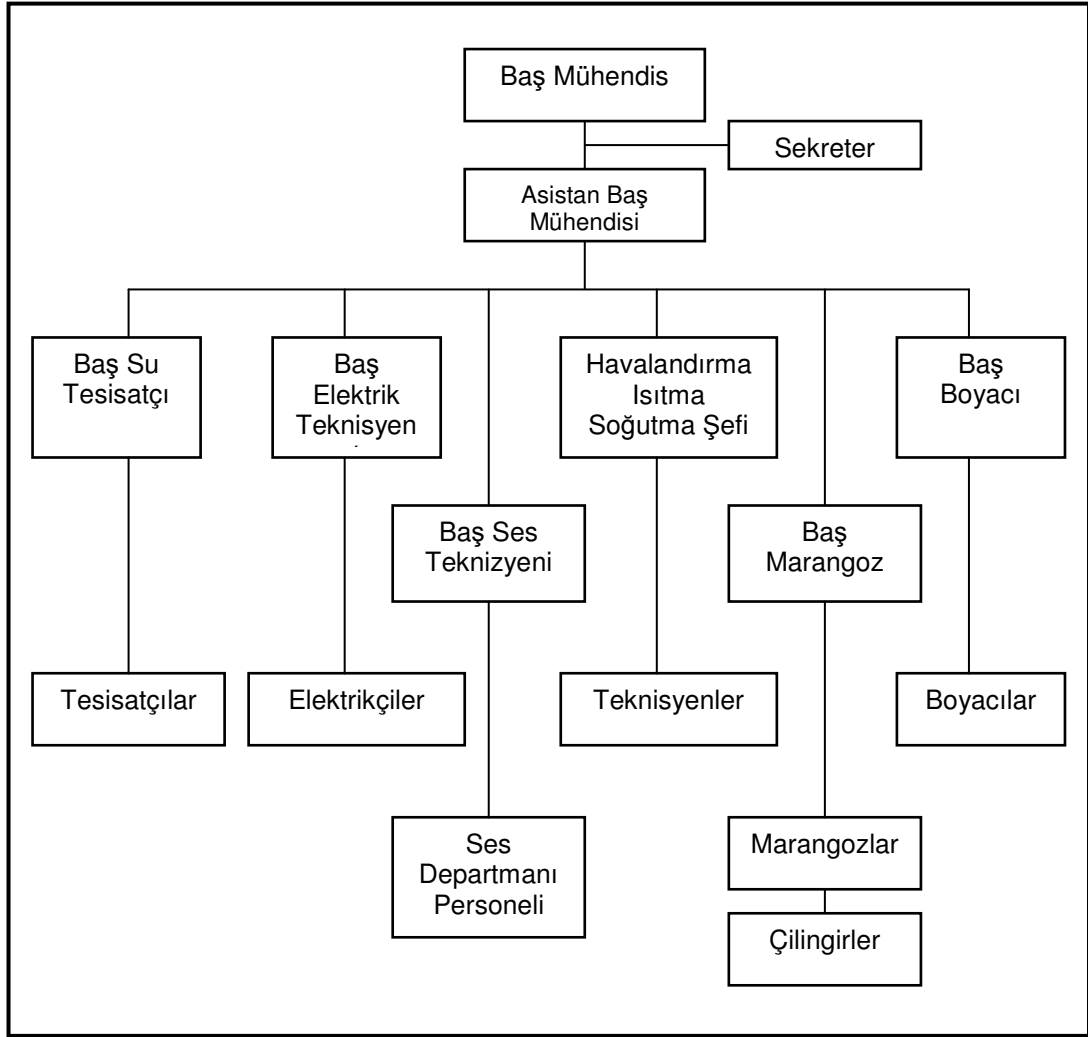 Baş Mühendis
Sekreter
Asistan Baş
Mühendisi
Baş Su
Tesisatçı
Baş
Elektrik
Teknisyen
Havalandırma
Isıtma
Soğutma Şefi
Baş
Boyacı
Baş Ses
Teknizyeni
Baş
Marangoz
Tesisatçılar
Elektrikçiler
Teknisyenler
Boyacılar
Ses
Departmanı
Personeli
Marangozlar
Çilingirler